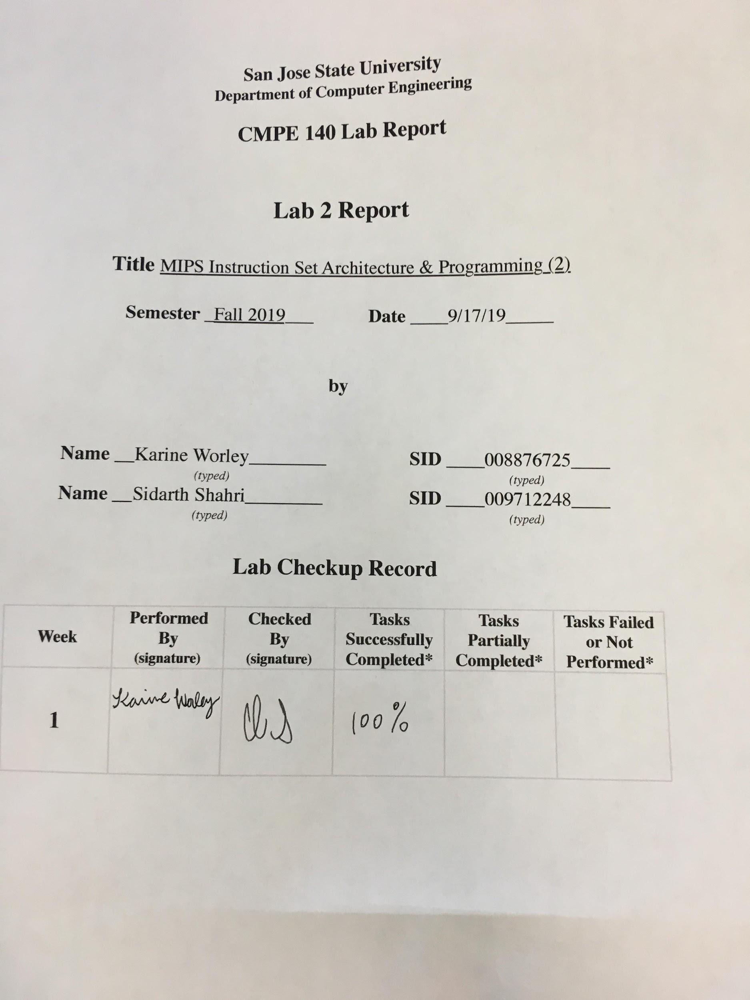 San Jose State University
Department of Computer Engineering
CMPE 140 Lab Report
Lab 2 Report
Title MIPS Instruction Set Architecture & Programming (2)
Semester Fall 2019 Date 9/17/19
by
Name Karine Worley SID 008876725
(typed) (typed)
Name Sidarth Shahri SID 009712248
(typed) (typed)
Lab Checkup Record
Week
Performed
By
(signature)
Checked
By
(signature)
Tasks
Successfully
Completed*
Tasks
Partially
Completed*
Tasks Failed
or Not
Performed*
1
Karine Worley
100%